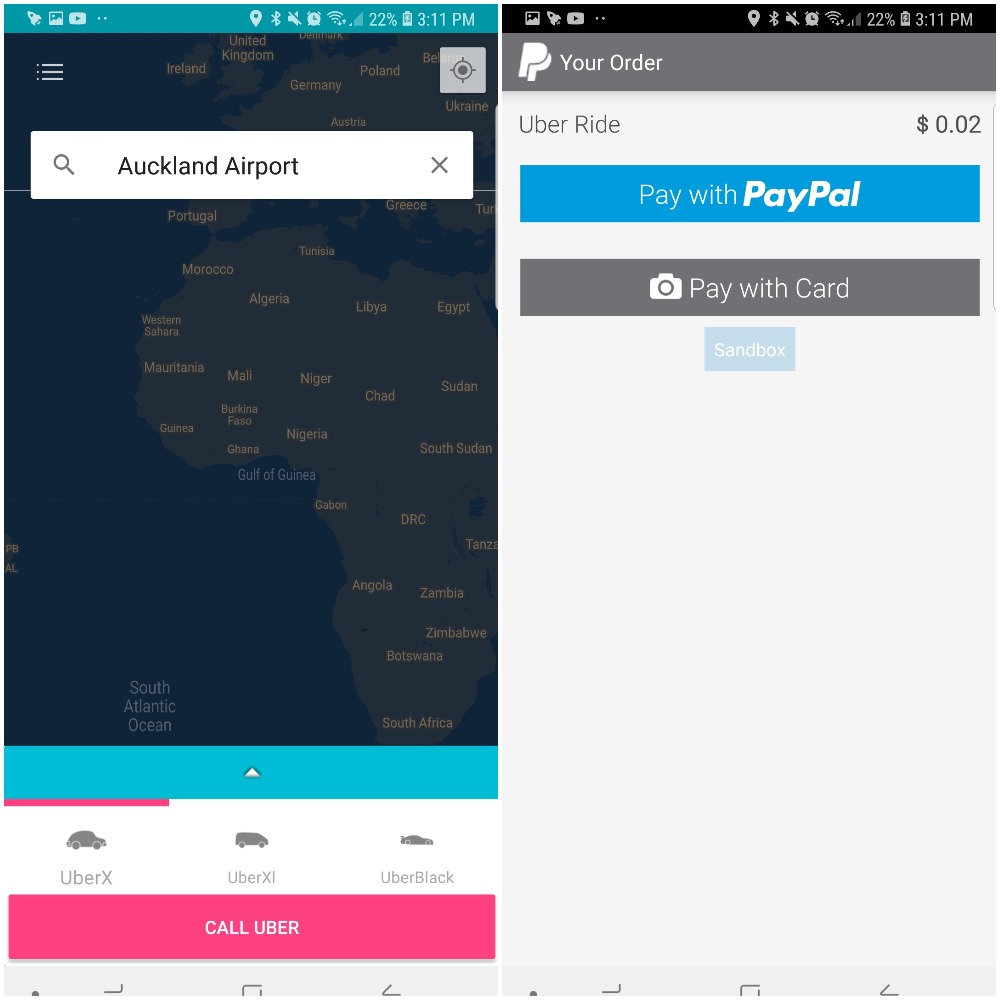 22% 3:11 PM
United
Kingdom
Denmark
Ireland
Poland
Germany
Ukraine
Austria
Auckland Airport
Portugal
Greece
Tunisia
Morocco
Algeria
Libya
Egypt
Western
Sahara
Mauritania
Mali
Niger
Chad
Sudan
Burkina
Faso
Guinea
Nigeria
Ghana
South Sudan
Gulf of Guinea
Gabon
DRC
PB
AL
Tanza
Angola
Zambia
Zimbabwe
Botswana
South
Atlantic
Ocean
South Africa
UberX
UberXl
UberBlack
CALL UBER
22% 3:11 PM
Your Order
Uber Ride
$ 0.02
Pay with PayPal
Pay with Card
Sandbox